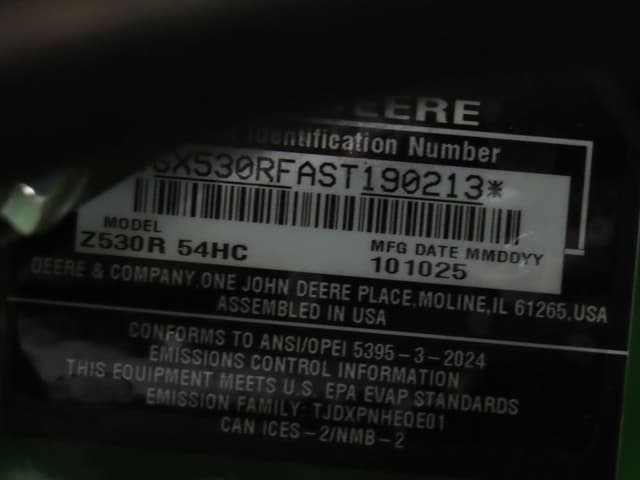 DEERE
Identification Number
GX530RFAST190213*
MODEL
Z530R 54HC
MFG DATE MMDDYY
101025
DEERE & COMPANY,ONE JOHN DEERE PLACE,MOLINE,IL 61265,USA
ASSEMBLED IN USA
CONFORMS TO ANSI/OPEI 5395-3-2024
EMISSIONS CONTROL INFORMATION
THIS EQUIPMENT MEETS U.S. EPA EVAP STANDARDS
EMISSION FAMILY: TJDXPNHEQE01
CAN ICES-2/NMB-2